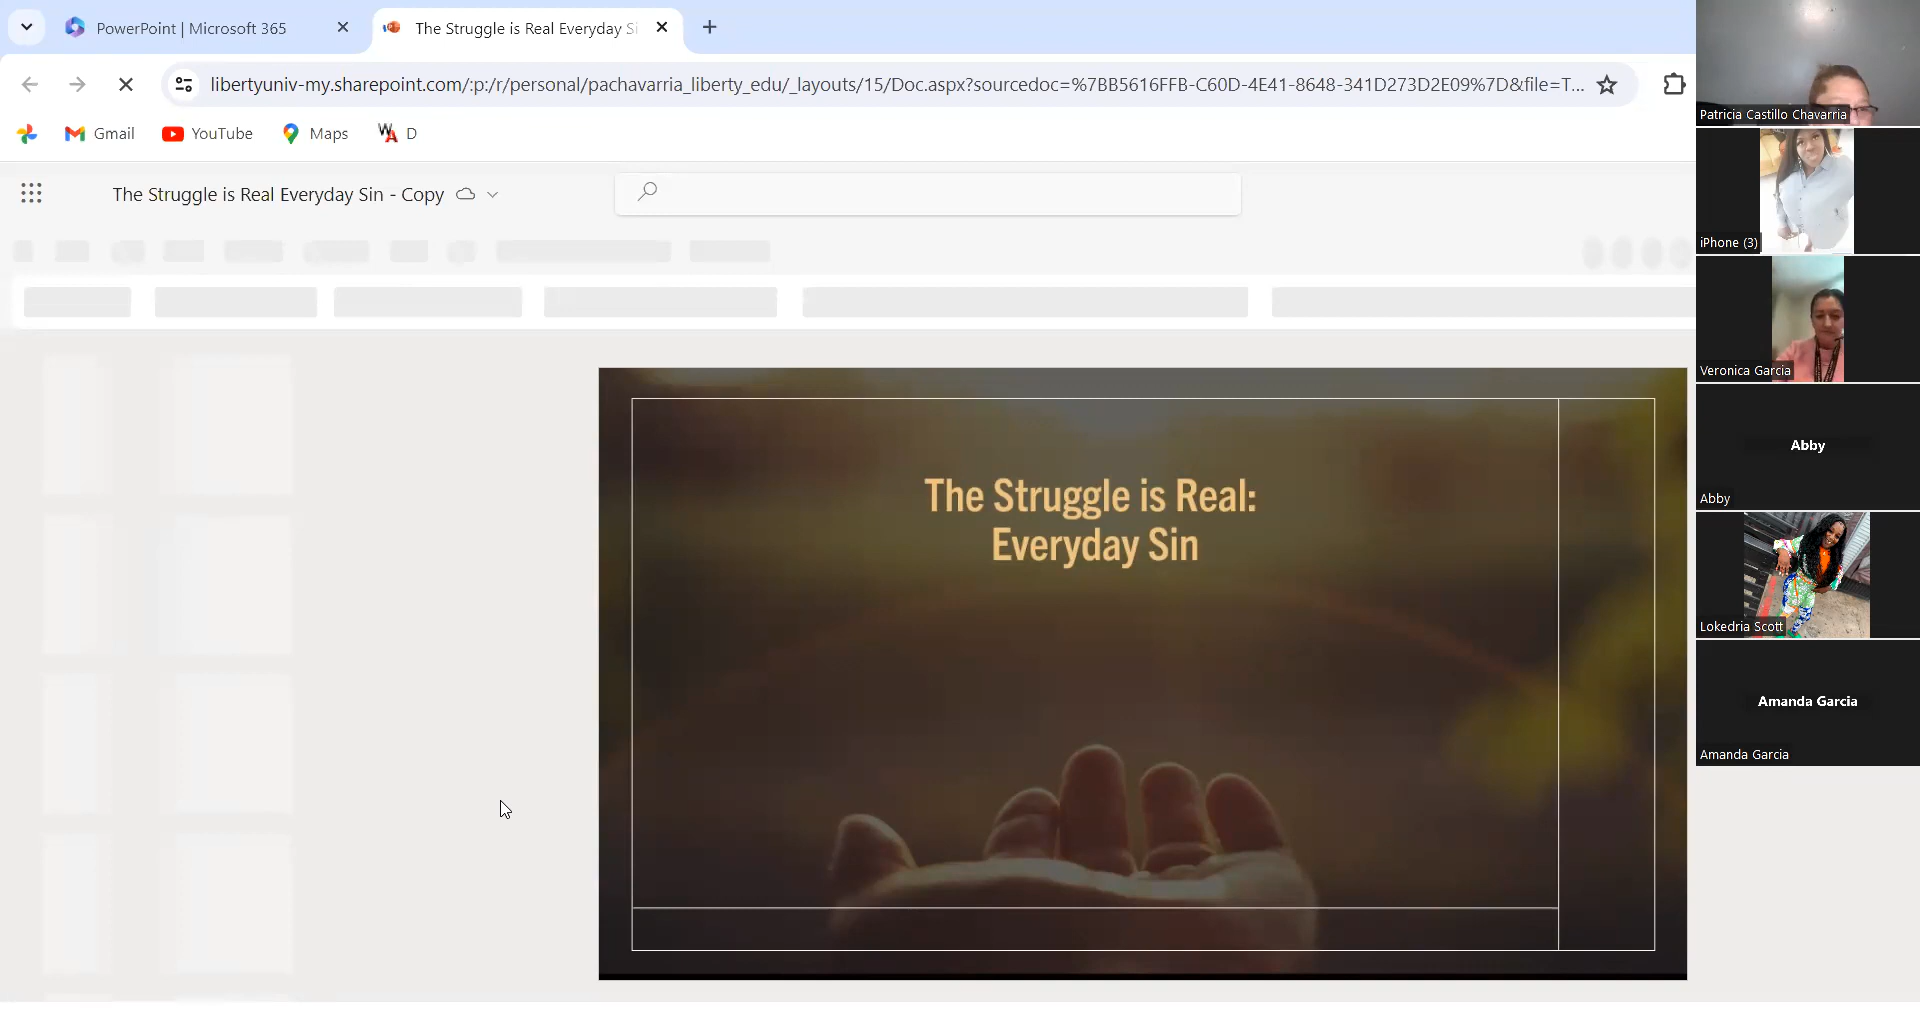 PowerPoint | Microsoft 365
The Struggle is Real Everyday Si
libertyuniv-my.sharepoint.com/:p:/r/personal/pachavarria_liberty_edu/_layouts/15/Doc.aspx?sourcedoc=%7BB5616FFB-C60D-4E41-8648-341D273D2E09%7D&file=T...
Gmail
YouTube
Maps
D
The Struggle is Real Everyday Sin - Copy
The Struggle is Real:
Everyday Sin
Patricia Castillo Chavarria
iPhone (3)
Veronica Garcia
Abby
Abby
Lokedria Scott
Amanda Garcia
Amanda Garcia